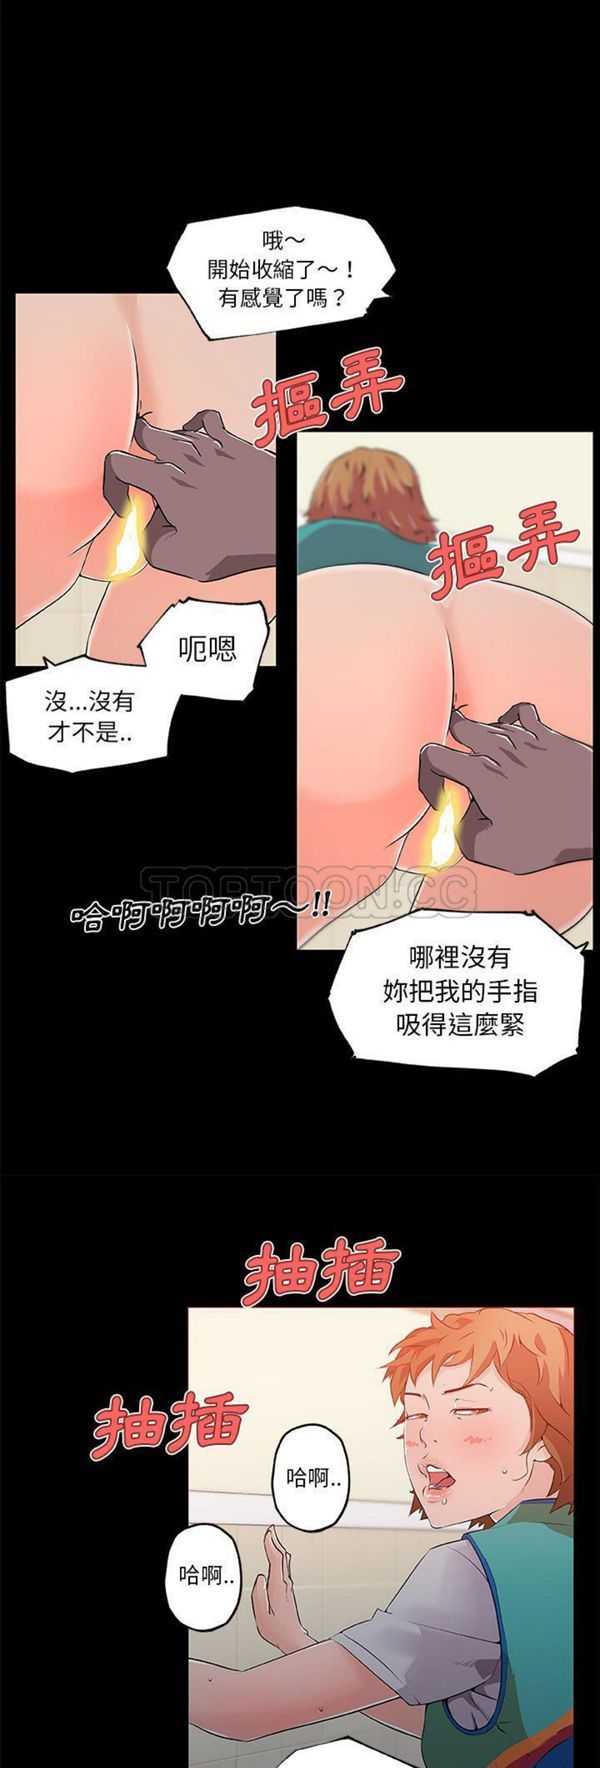 哦～
開始收縮了～！
有感覺了嗎？
摳弄
摳弄
呃嗯
沒...沒有
才不是..
哈啊啊啊啊～!!
TOPTOON.CC
哪裡沒有
妳把我的手指
吸得這麼緊
抽插
抽插
哈啊..
哈啊..